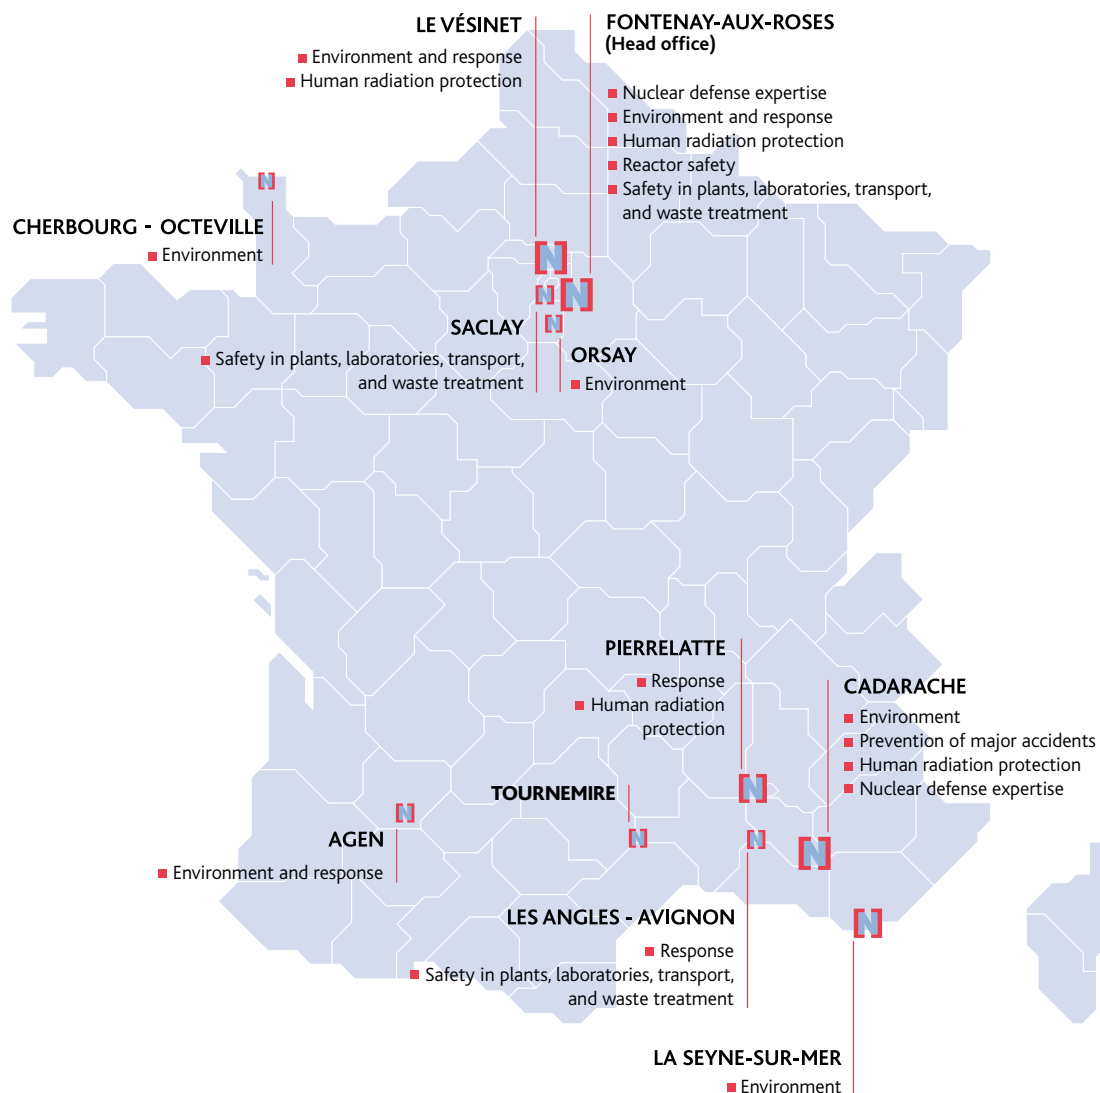 LE VÉSINET
Environment and response
Human radiation protection
FONTENAY-AUX-ROSES
(Head office)
Nuclear defense expertise
Environment and response
Human radiation protection
Reactor safety
Safety in plants, laboratories, transport,
and waste treatment
N
CHERBOURG - OCTEVILLE
Environment
N
N
N
N
SACLAY
Safety in plants, laboratories, transport,
and waste treatment
ORSAY
Environment
PIERRELATTE
Response
Human radiation
protection
CADARACHE
Environment
Prevention of major accidents
Human radiation protection
Nuclear defense expertise
N
TOURNEMIRE
N
AGEN
Environment and response
N
N
N
LES ANGLES - AVIGNON
Response
Safety in plants, laboratories, transport,
and waste treatment
N
LA SEYNE-SUR-MER
Environment